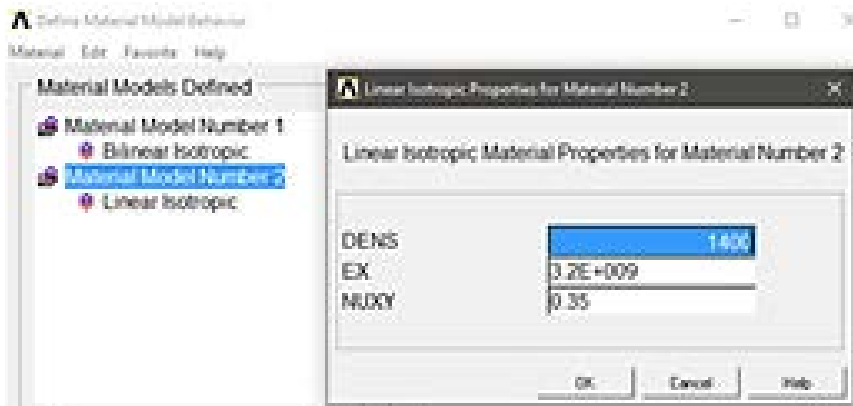 Define Material Model Behavior
Material Edit Favorite Help
Material Models Defined
Material Model Number 1
Bilinear Isotropic
Material Model Number 2
Linear Isotropic
Linear Isotropic Properties for Material Number 2
Linear Isotropic Material Properties for Material Number 2
DENS 1400
EX 3.2E+009
NUXY 0.35
OK Cancel Help